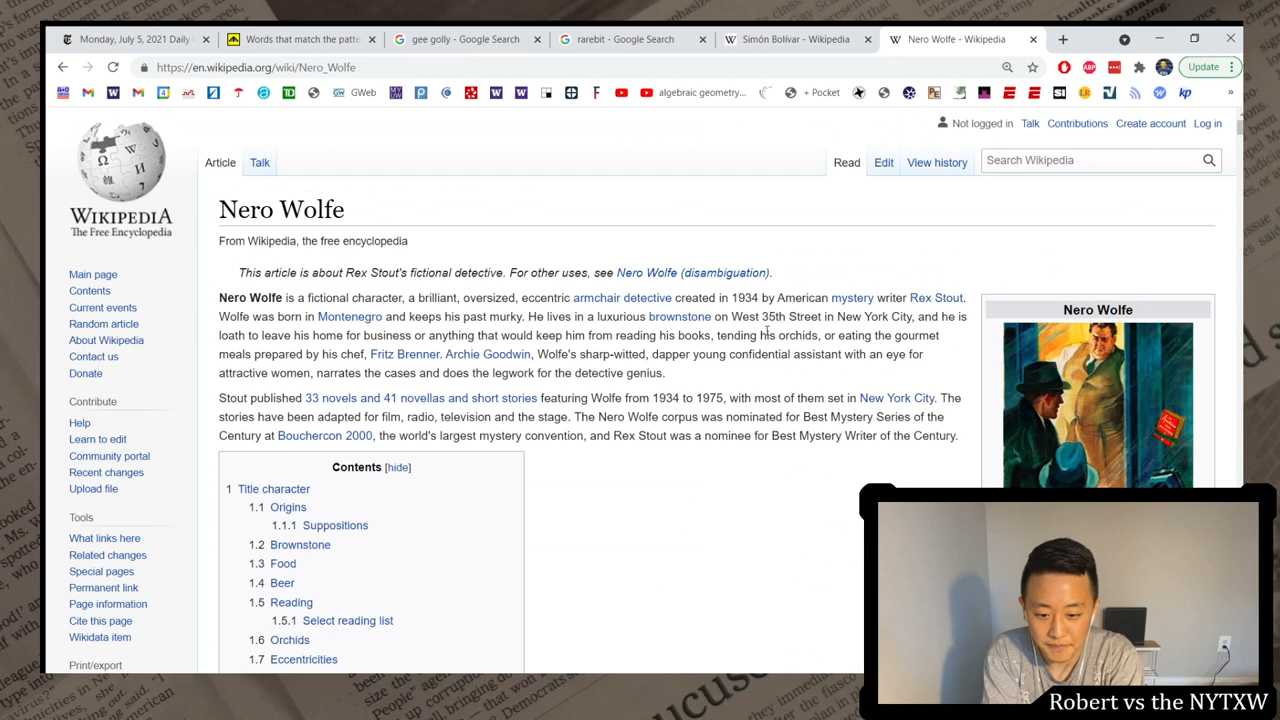 Monday, July 5, 2021 Daily
Words that match the patte
gee golly - Google Search
rarebit - Google Search
Simón Bolívar - Wikipedia
Nero Wolfe - Wikipedia
https://en.wikipedia.org/wiki/Nero_Wolfe
Update
GWeb
algebraic geometry...
+ Pocket
Not logged in Talk Contributions Create account Log in
Article Talk
Read Edit View history
Search Wikipedia
WIKIPEDIA
The Free Encyclopedia
Main page
Contents
Current events
Random article
About Wikipedia
Contact us
Donate
Contribute
Help
Learn to edit
Community portal
Recent changes
Upload file
Tools
What links here
Related changes
Special pages
Permanent link
Page information
Cite this page
Wikidata item
Print/export
Nero Wolfe
From Wikipedia, the free encyclopedia
This article is about Rex Stout's fictional detective. For other uses, see Nero Wolfe (disambiguation).
Nero Wolfe is a fictional character, a brilliant, oversized, eccentric armchair detective created in 1934 by American mystery writer Rex Stout.
Wolfe was born in Montenegro and keeps his past murky. He lives in a luxurious brownstone on West 35th Street in New York City, and he is
loath to leave his home for business or anything that would keep him from reading his books, tending his orchids, or eating the gourmet
meals prepared by his chef, Fritz Brenner. Archie Goodwin, Wolfe's sharp-witted, dapper young confidential assistant with an eye for
attractive women, narrates the cases and does the legwork for the detective genius.
Stout published 33 novels and 41 novellas and short stories featuring Wolfe from 1934 to 1975, with most of them set in New York City. The
stories have been adapted for film, radio, television and the stage. The Nero Wolfe corpus was nominated for Best Mystery Series of the
Century at Bouchercon 2000, the world's largest mystery convention, and Rex Stout was a nominee for Best Mystery Writer of the Century.
Contents [hide]
1 Title character
1.1 Origins
1.1.1 Suppositions
1.2 Brownstone
1.3 Food
1.4 Beer
1.5 Reading
1.5.1 Select reading list
1.6 Orchids
1.7 Eccentricities
Nero Wolfe
Robert vs the NYTXW